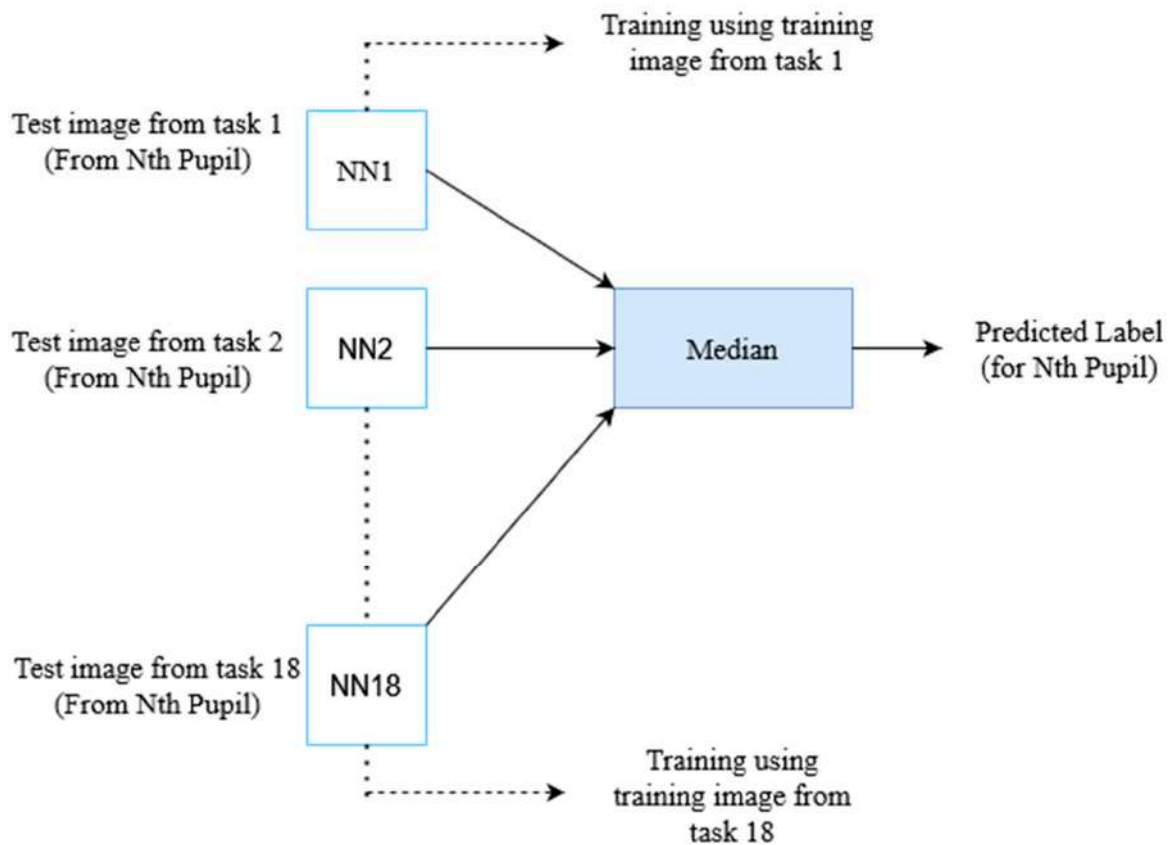 Training using training
image from task 1
Test image from task 1
(From Nth Pupil)
NN1
Test image from task 2
(From Nth Pupil)
NN2
Median
Predicted Label
(for Nth Pupil)
Test image from task 18
(From Nth Pupil)
NN18
Training using
training image from
task 18